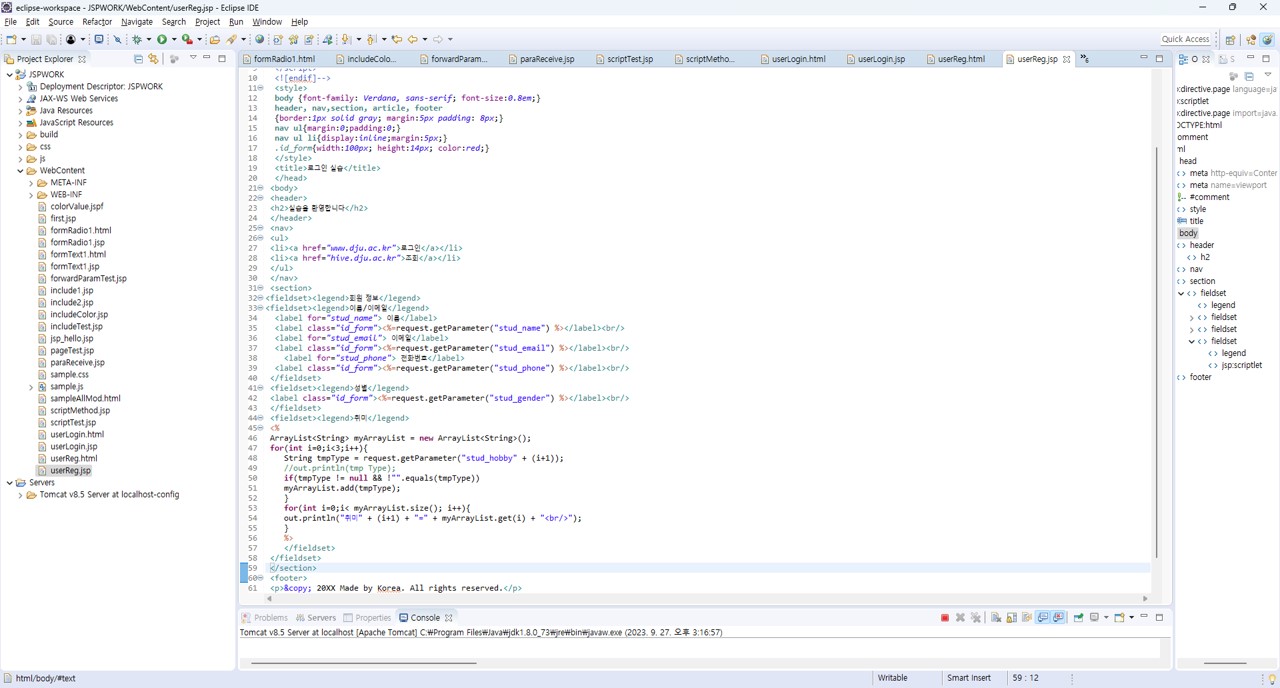 eclipse-workspace - JSPWORK/WebContent/userReg.jsp - Eclipse IDE
File Edit Source Refactor Navigate Search Project Run Window Help
Quick Access
Project Explorer
JSPWORK
Deployment Descriptor: JSPWORK
JAX-WS Web Services
Java Resources
JavaScript Resources
build
css
js
WebContent
META-INF
WEB-INF
colorValue.jspf
first.jsp
formRadio1.html
formRadio1.jsp
formText1.html
formText1.jsp
forwardParamTest.jsp
include1.jsp
include2.jsp
includeColor.jsp
includeTest.jsp
jsp_hello.jsp
pageTest.jsp
paraReceive.jsp
sample.css
sample.js
sampleAllMod.html
scriptMethod.jsp
scriptTest.jsp
userLogin.html
userLogin.jsp
userReg.html
userReg.jsp
Servers
Tomcat v8.5 Server at localhost-config
formRadio1.html includeColo... forwardParam... paraReceive.jsp scriptTest.jsp scriptMetho... userLogin.html userLogin.jsp userReg.html userReg.jsp »6
10 <![endif]-->
11 <style>
12 body {font-family: Verdana, sans-serif; font-size:0.8em;}
13 header, nav,section, article, footer
14 {border:1px solid gray; margin:5px padding: 8px;}
15 nav ul{margin:0;padding:0;}
16 nav ul li{display:inline;margin:5px;}
17 .id_form{width:100px; height:14px; color:red;}
18 </style>
19 <title>로그인 실습</title>
20 </head>
21 <body>
22 <header>
23 <h2>실습을 환영합니다</h2>
24 </header>
25 <nav>
26 <ul>
27 <li><a href="www.dju.ac.kr">로그인</a></li>
28 <li><a href="hive.dju.ac.kr">조회</a></li>
29 </ul>
30 </nav>
31 <section>
32 <fieldset><legend>회원 정보</legend>
33 <fieldset><legend>이름/이메일</legend>
34 <label for="stud_name"> 이름</label>
35 <label class="id_form"><%=request.getParameter("stud_name") %></label><br/>
36 <label for="stud_email"> 이메일</label>
37 <label class="id_form"><%=request.getParameter("stud_email") %></label><br/>
38 <label for="stud_phone"> 전화번호</label>
39 <label class="id_form"><%=request.getParameter("stud_phone") %></label><br/>
40 </fieldset>
41 <fieldset><legend>성별</legend>
42 <label class="id_form"><%=request.getParameter("stud_gender") %></label><br/>
43 </fieldset>
44 <fieldset><legend>취미</legend>
45 <%
46 ArrayList<String> myArrayList = new ArrayList<String>();
47 for(int i=0;i<3;i++){
48 String tmpType = request.getParameter("stud_hobby" + (i+1));
49 //out.println(tmp Type);
50 if(tmpType != null && !"".equals(tmpType))
51 myArrayList.add(tmpType);
52 }
53 for(int i=0;i< myArrayList.size(); i++){
54 out.println("취미" + (i+1) + "=" + myArrayList.get(i) + "<br/>");
55 }
56 %>
57 </fieldset>
58 </fieldset>
59 </section>
60 <footer>
61 <p>&copy; 20XX Made by Korea. All rights reserved.</p>
O S
:directive.page language=ja
:scriptlet
:directive.page import=java.
OCTYPE:html
omment
ml
head
meta http-equiv=Conter
meta name=viewport
#comment
style
title
body
header
h2
nav
section
fieldset
legend
fieldset
fieldset
fieldset
legend
jsp:scriptlet
footer
Problems Servers Properties Console
Tomcat v8.5 Server at localhost [Apache Tomcat] C:₩Program Files₩Java₩jdk1.8.0_73₩jre₩bin₩javaw.exe (2023. 9. 27. 오후 3:16:57)
html/body/#text Writable Smart Insert 59 : 12